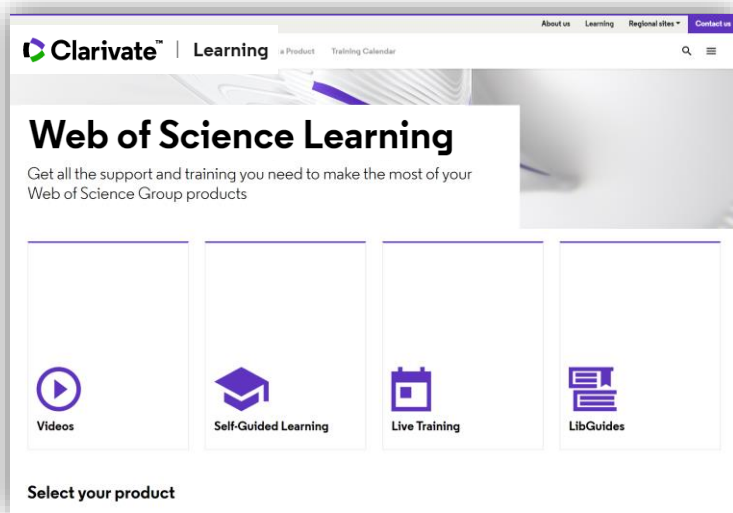 About us Learning Regional sites Contact us
Clarivate™ | Learning a Product Training Calendar
Web of Science Learning
Get all the support and training you need to make the most of your
Web of Science Group products
Videos Self-Guided Learning Live Training LibGuides
Select your product